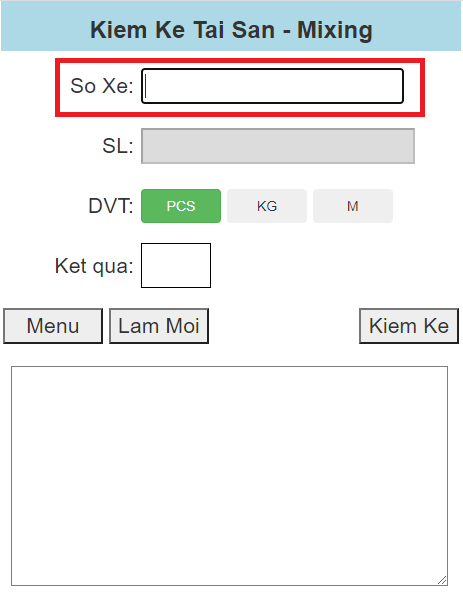 Kiem Ke Tai San - Mixing
So Xe:
SL:
DVT: PCS KG M
Ket qua:
Menu Lam Moi Kiem Ke